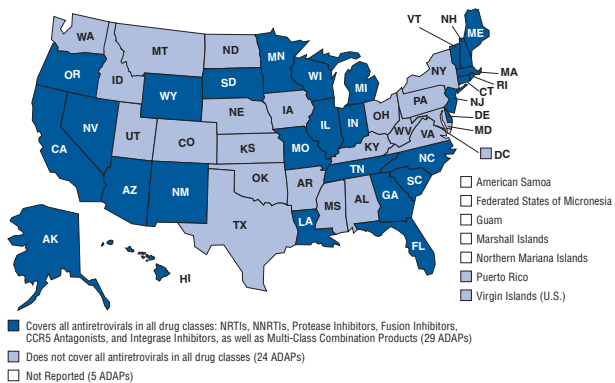 WA
MT
ND
MN
VT
NH
ME
OR
ID
WY
SD
WI
MI
NY
MA
RI
CT
NJ
DE
MD
DC
NV
UT
CO
NE
IA
IL
IN
OH
PA
WV
VA
CA
AZ
NM
KS
MO
KY
NC
TN
SC
OK
AR
MS
AL
GA
TX
LA
FL
AK
HI
American Samoa
Federated States of Micronesia
Guam
Marshall Islands
Northern Mariana Islands
Puerto Rico
Virgin Islands (U.S.)
Covers all antiretrovirals in all drug classes: NRTIs, NNRTIs, Protease Inhibitors, Fusion Inhibitors,
CCR5 Antagonists, and Integrase Inhibitors, as well as Multi-Class Combination Products (29 ADAPs)
Does not cover all antiretrovirals in all drug classes (24 ADAPs)
Not Reported (5 ADAPs)